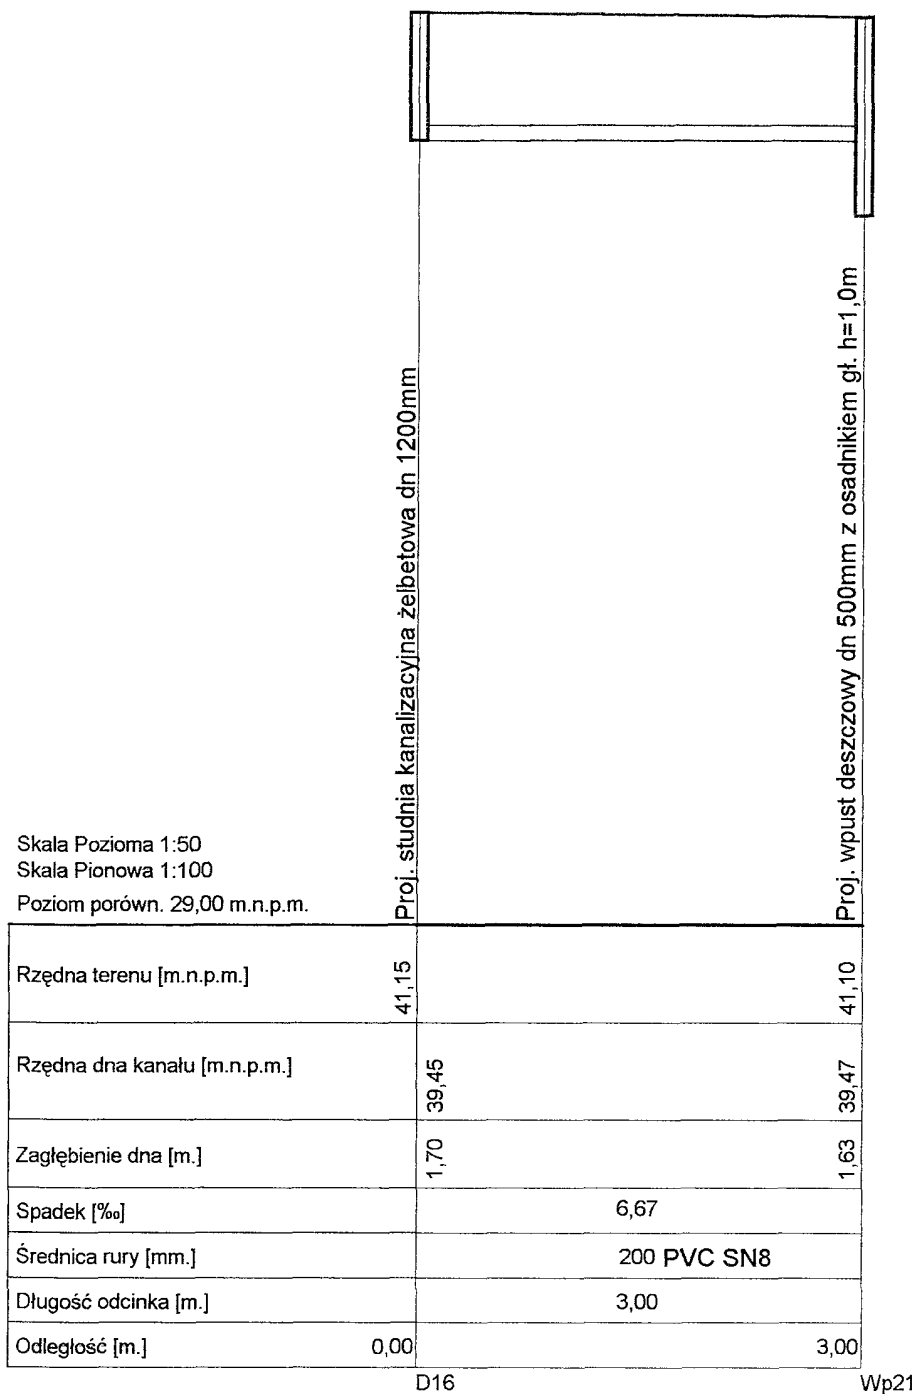 Proj. studnia kanalizacyjna żelbetowa dn 1200mm
Proj. wpust deszczowy dn 500mm z osadnikiem gł. h=1,0m
Skala Pozioma 1:50
Skala Pionowa 1:100
Poziom porówn. 29,00 m.n.p.m.
Rzędna terenu [m.n.p.m.] 41,15 41,10
Rzędna dna kanału [m.n.p.m.] 39,45 39,47
Zagłębienie dna [m.] 1,70 1,63
Spadek [‰] 6,67
Średnica rury [mm.] 200 PVC SN8
Długość odcinka [m.] 3,00
Odległość [m.] 0,00 3,00
D16 Wp21